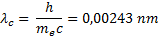 λc = h / mec = 0,00243 nm